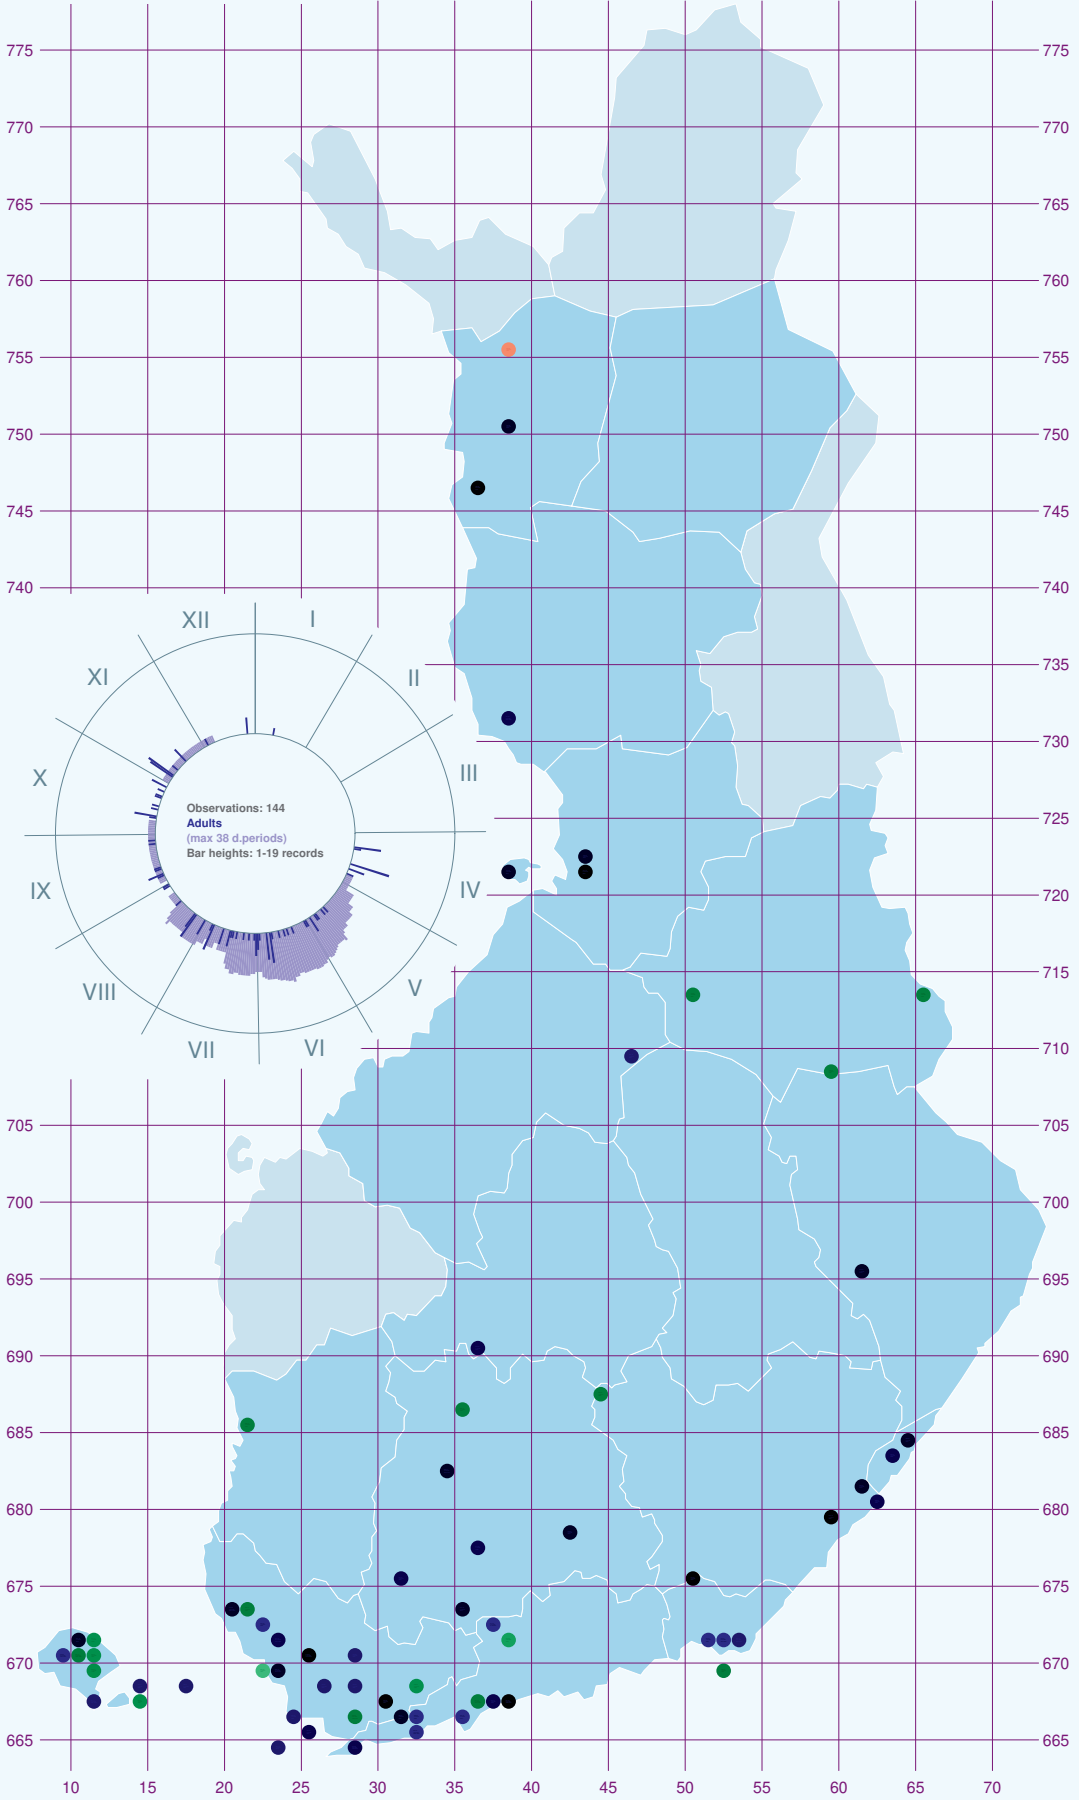 775 775
770 770
765 765
760 760
755 755
750 750
745 745
740 740
XII I
XI II
735 735
730 730
X III
725 725
Observations: 144
Adults
(max 38 d.periods)
Bar heights: 1-19 records
IX IV
720 720
715 715
VIII V
VII VI
710 710
705 705
700 700
695 695
690 690
685 685
680 680
675 675
670 670
665 665
10 15 20 25 30 35 40 45 50 55 60 65 70